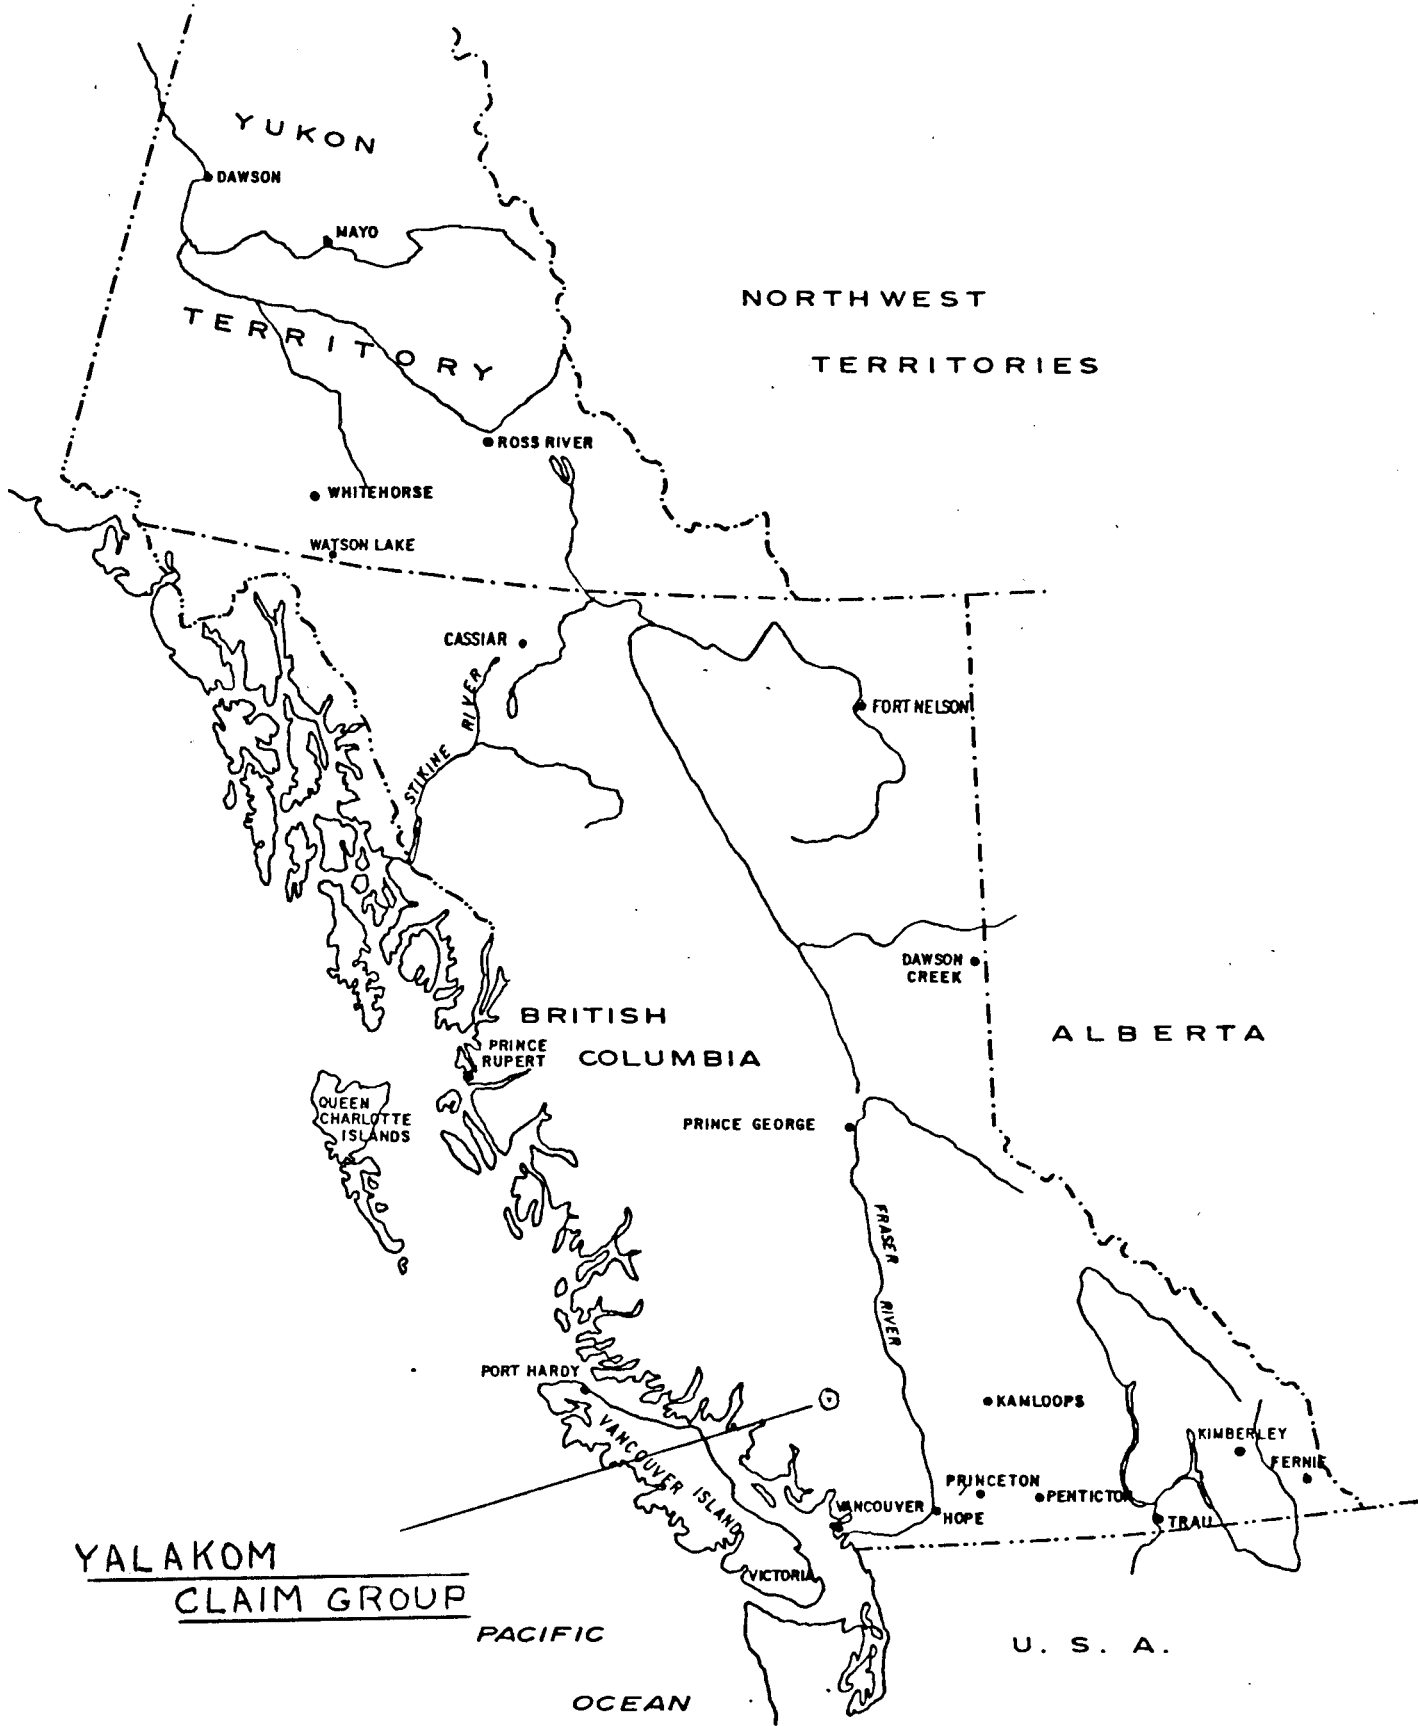 YUKON
DAWSON
MAYO
NORTHWEST
TERRITORY
TERRITORIES
ROSS RIVER
WHITEHORSE
WATSON LAKE
CASSIAR
STIKINE RIVER
FORT NELSON
DAWSON
CREEK
BRITISH
COLUMBIA
ALBERTA
PRINCE
RUPERT
QUEEN
CHARLOTTE
ISLANDS
PRINCE GEORGE
FRASER RIVER
PORT HARDY
KAMLOOPS
VANCOUVER ISLAND
KIMBERLEY
FERNIE
PRINCETON
PENTICTON
VANCOUVER
HOPE
TRAIL
YALAKOM
CLAIM GROUP
VICTORIA
PACIFIC
OCEAN
U. S. A.